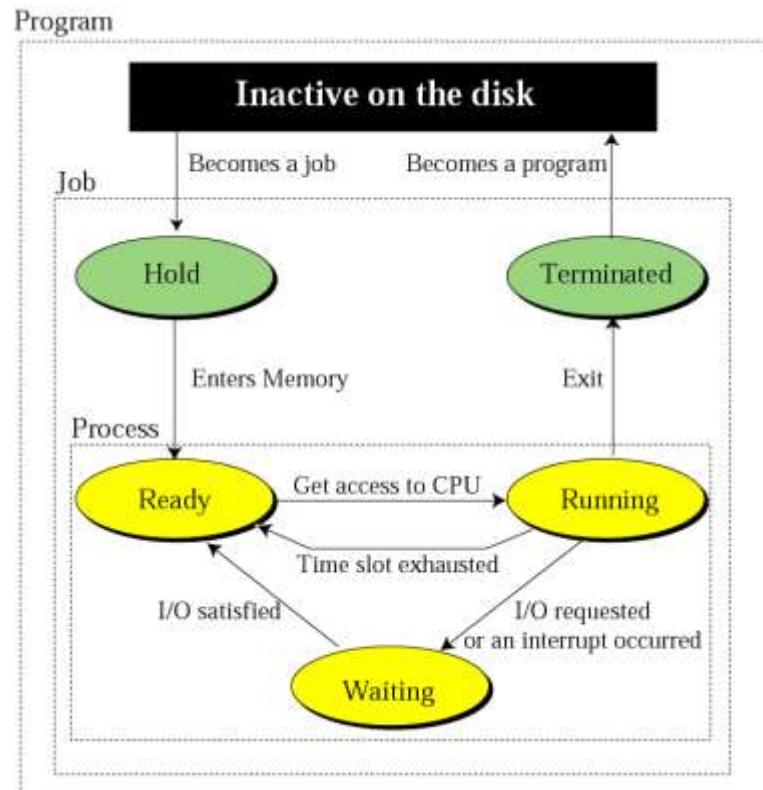 Program
Inactive on the disk
Becomes a job
Becomes a program
Job
Hold
Terminated
Enters Memory
Exit
Process
Ready
Get access to CPU
Running
Time slot exhausted
I/O satisfied
I/O requested
or an interrupt occurred
Waiting